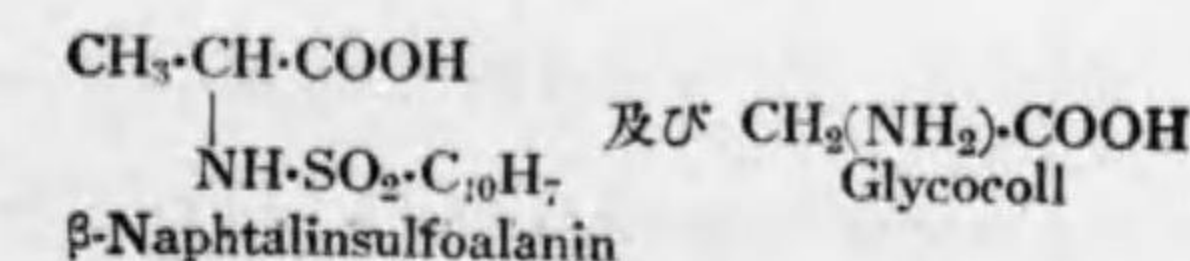 CH₃·CH·COOH
|
及び CH₂(NH₂)·COOH
NH·SO₂·C₁₀H₇
Glycocoll
β-Naphtalinsulfoalanin